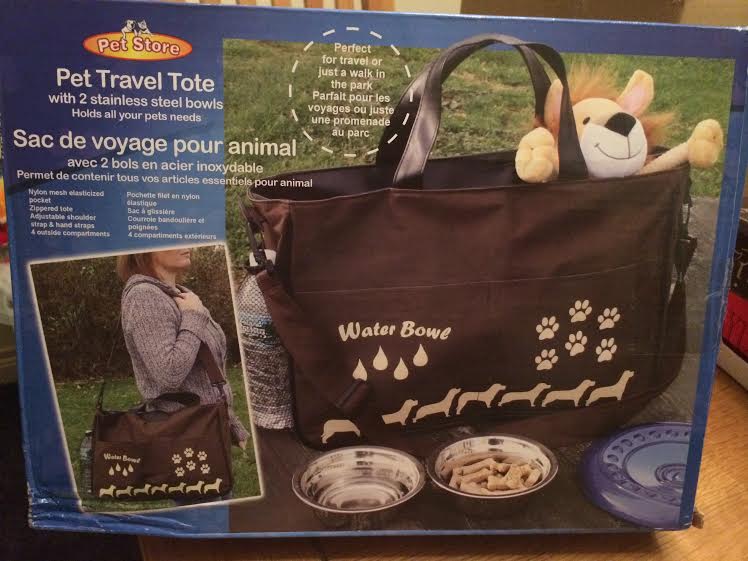 Pet Store
Pet Travel Tote
with 2 stainless steel bowls
Holds all your pets needs
Sac de voyage pour animal
avec 2 bols en acier inoxydable
Permet de contenir tous vos articles essentiels pour animal
Nylon mesh elasticized
pocket
Zippered tote
Adjustable shoulder
strap & hand straps
4 outside compartments
Pochette filet en nylon
élastique
Sac à glissière
Courroie bandoulière et
poignées
4 compartiments extérieurs
Perfect
for travel or
just a walk in
the park
Parfait pour les
voyages ou juste
une promenade
au parc
Water Bowl
Water Bowl